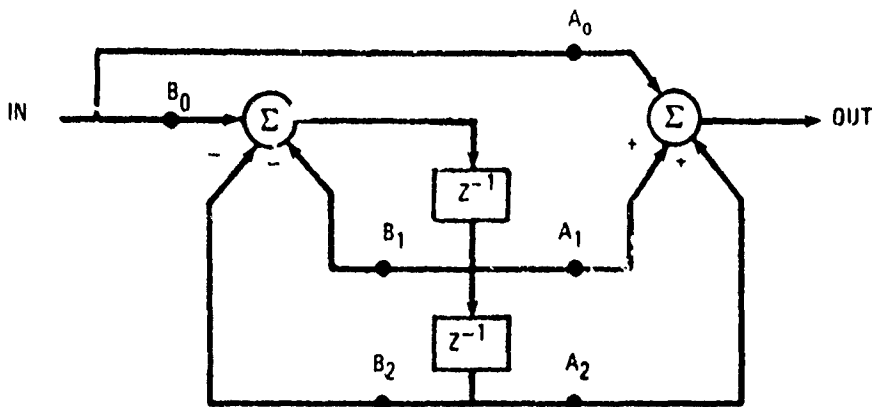 A₀
IN
B₀
Σ
Σ
OUT
−
−
+
+
Z⁻¹
B₁
A₁
Z⁻¹
B₂
A₂